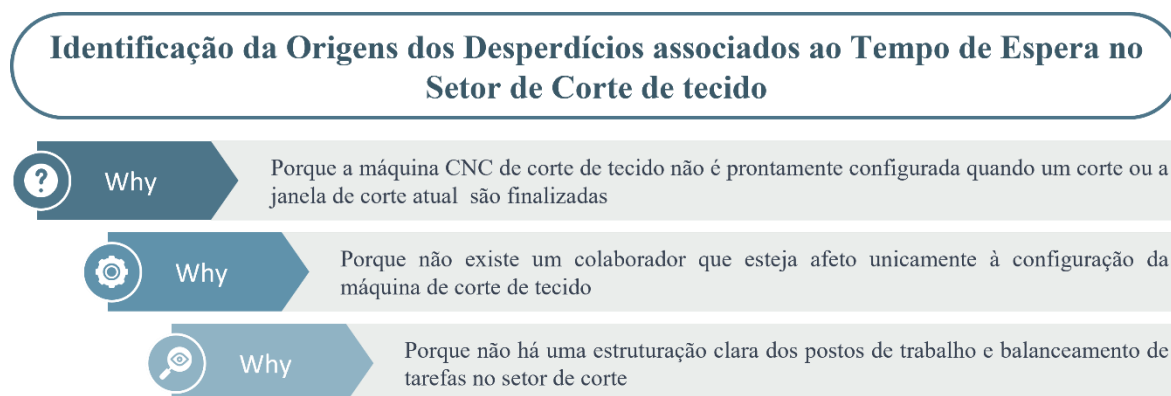 Identificação da Origens dos Desperdícios associados ao Tempo de Espera no
Setor de Corte de tecido
?
Why
Porque a máquina CNC de corte de tecido não é prontamente configurada quando um corte ou a
janela de corte atual são finalizadas
Why
Porque não existe um colaborador que esteja afeto unicamente à configuração da
máquina de corte de tecido
Why
Porque não há uma estruturação clara dos postos de trabalho e balanceamento de
tarefas no setor de corte